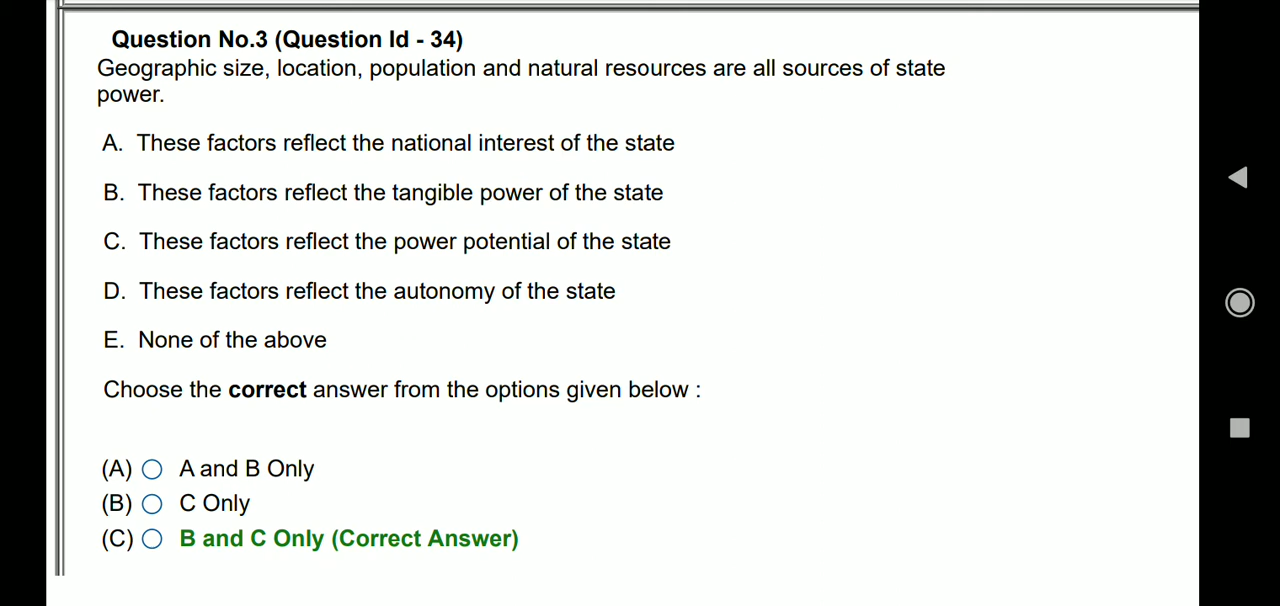 Question No.3 (Question Id - 34)
Geographic size, location, population and natural resources are all sources of state
power.
A. These factors reflect the national interest of the state
B. These factors reflect the tangible power of the state
C. These factors reflect the power potential of the state
D. These factors reflect the autonomy of the state
E. None of the above
Choose the correct answer from the options given below :
(A) A and B Only
(B) C Only
(C) B and C Only (Correct Answer)